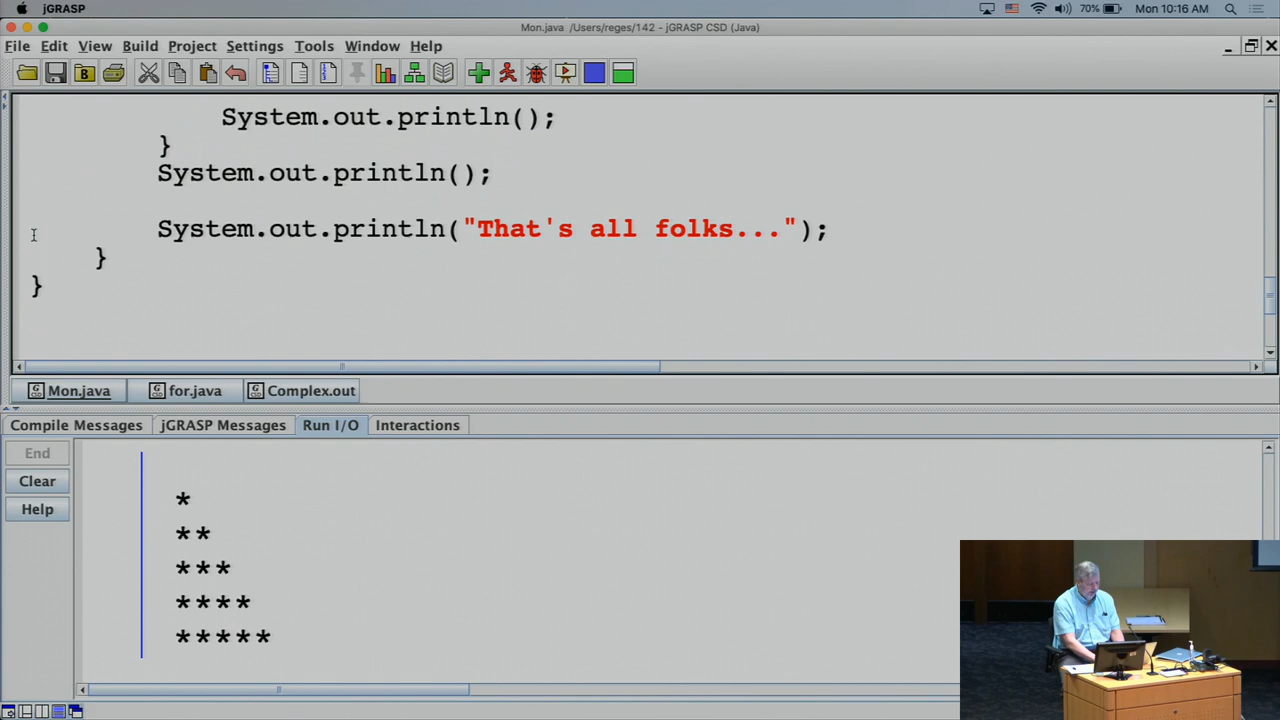 jGRASP
70%
Mon 10:16 AM
Mon.java /Users/reges/142 - jGRASP CSD (Java)
File Edit View Build Project Settings Tools Window Help
B
System.out.println();
}
System.out.println();
System.out.println("That's all folks...");
}
}
Mon.java for.java Complex.out
Compile Messages jGRASP Messages Run I/O Interactions
End
Clear
Help
*
**
***
****
*****